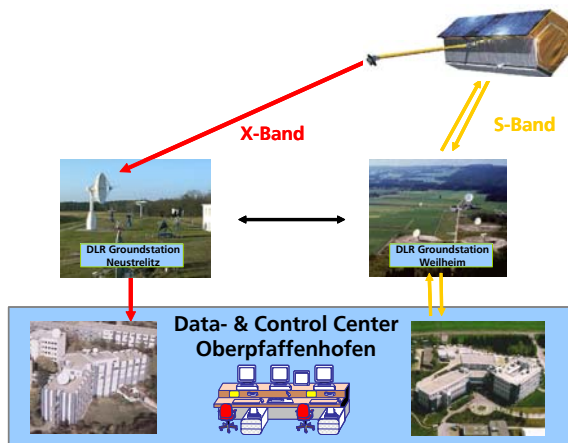 X-Band
S-Band
DLR Groundstation
Neustrelitz
DLR Groundstation
Weilheim
Data- & Control Center
Oberpfaffenhofen